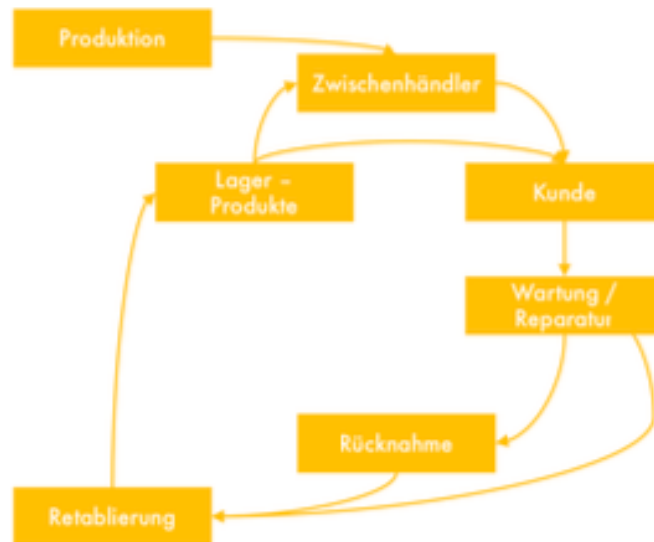 Produktion
Zwischenhändler
Lager –
Produkte
Kunde
Wartung /
Reparatur
Rücknahme
Retablierung